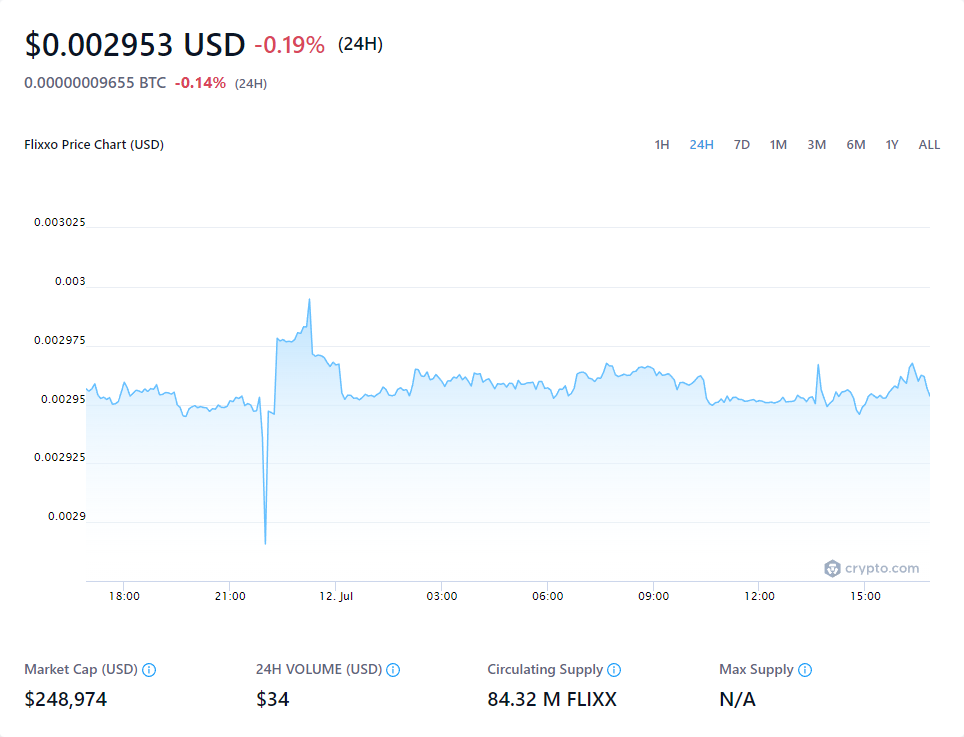 $0.002953 USD -0.19% (24H)
0.00000009655 BTC -0.14% (24H)
Flixxo Price Chart (USD) 1H 24H 7D 1M 3M 6M 1Y ALL
0.003025
0.003
0.002975
0.00295
0.002925
0.0029
crypto.com
18:00 21:00 12. Jul 03:00 06:00 09:00 12:00 15:00
Market Cap (USD) 24H VOLUME (USD) Circulating Supply Max Supply
$248,974 $34 84.32 M FLIXX N/A